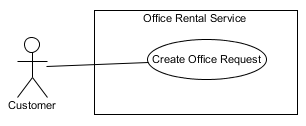 Office Rental Service
Create Office Request
Customer